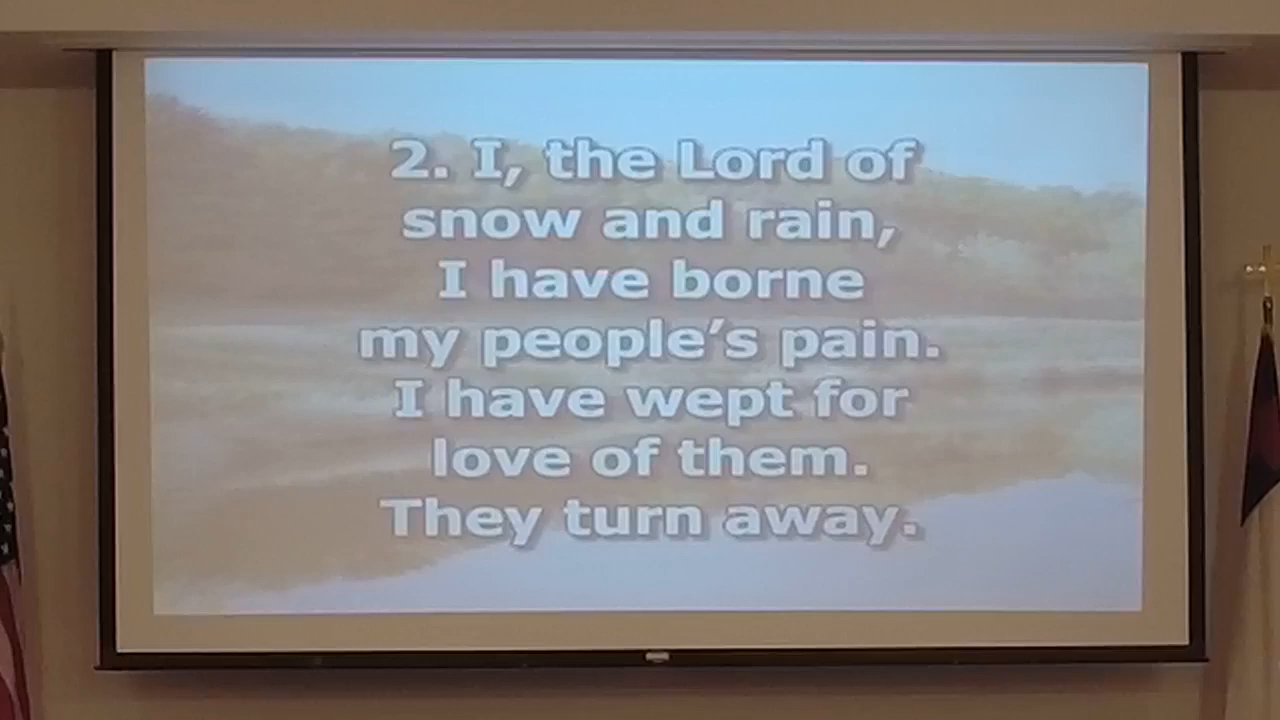 2. I, the Lord of
snow and rain,
I have borne
my people’s pain.
I have wept for
love of them.
They turn away.